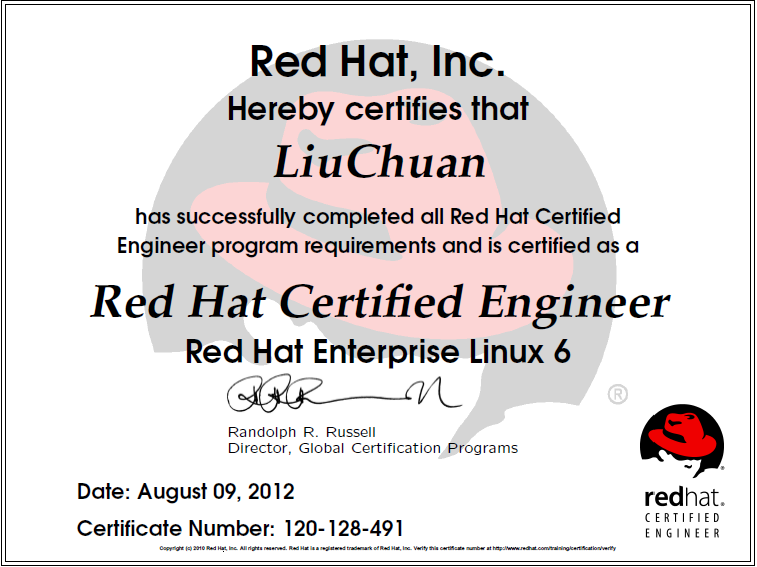 Red Hat, Inc.
Hereby certifies that
LiuChuan
has successfully completed all Red Hat Certified
Engineer program requirements and is certified as a
Red Hat Certified Engineer
Red Hat Enterprise Linux 6
®
Randolph R. Russell
Director, Global Certification Programs
redhat.
CERTIFIED
ENGINEER
Date: August 09, 2012
Certificate Number: 120-128-491
Copyright (c) 2010 Red Hat, Inc. All rights reserved. Red Hat is a registered trademark of Red Hat, Inc. Verify this certificate number at http://www.redhat.com/training/certification/verify